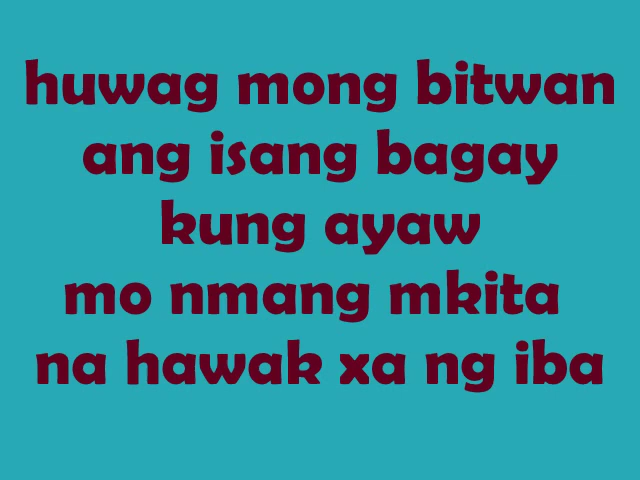 huwag mong bitwan
ang isang bagay
kung ayaw
mo nmang mkita
na hawak xa ng iba